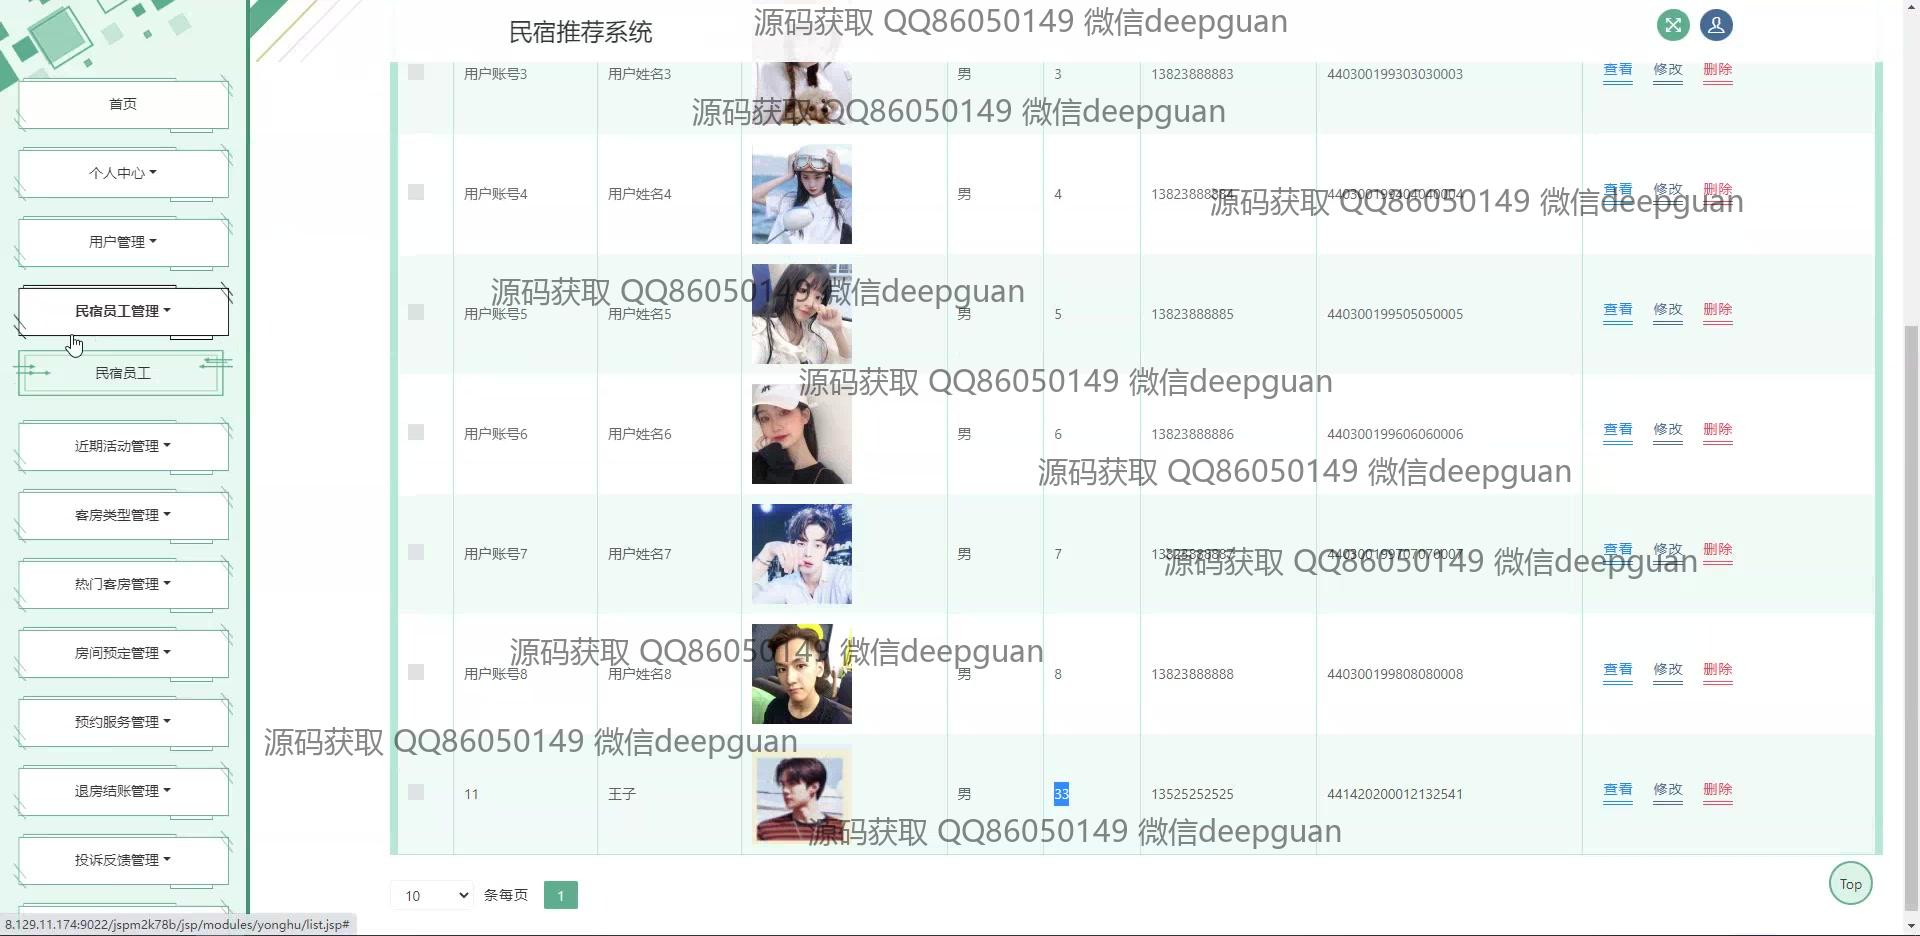 民宿推荐系统
源码获取 QQ86050149 微信deepguan
首页
个人中心
用户管理
民宿员工管理
民宿员工
近期活动管理
客房类型管理
热门客房管理
房间预定管理
预约服务管理
退房结账管理
投诉反馈管理
用户账号3 用户姓名3 男 3 13823888883 440300199303030003 查看 修改 删除
源码获取 QQ86050149 微信deepguan
用户账号4 用户姓名4 男 4 13823888884 440300199404040004 查看 修改 删除
源码获取 QQ86050149 微信deepguan
源码获取 QQ86050149 微信deepguan
用户账号5 用户姓名5 男 5 13823888885 440300199505050005 查看 修改 删除
源码获取 QQ86050149 微信deepguan
用户账号6 用户姓名6 男 6 13823888886 440300199606060006 查看 修改 删除
源码获取 QQ86050149 微信deepguan
用户账号7 用户姓名7 男 7 13823888887 440300199707070007 查看 修改 删除
源码获取 QQ86050149 微信deepguan
源码获取 QQ86050149 微信deepguan
用户账号8 用户姓名8 男 8 13823888888 440300199808080008 查看 修改 删除
源码获取 QQ86050149 微信deepguan
11 王子 男 33 13525252525 441420200012132541 查看 修改 删除
源码获取 QQ86050149 微信deepguan
10 条每页 1
Top
8.129.11.174:9022/jspm2k78b/jsp/modules/yonghu/list.jsp#